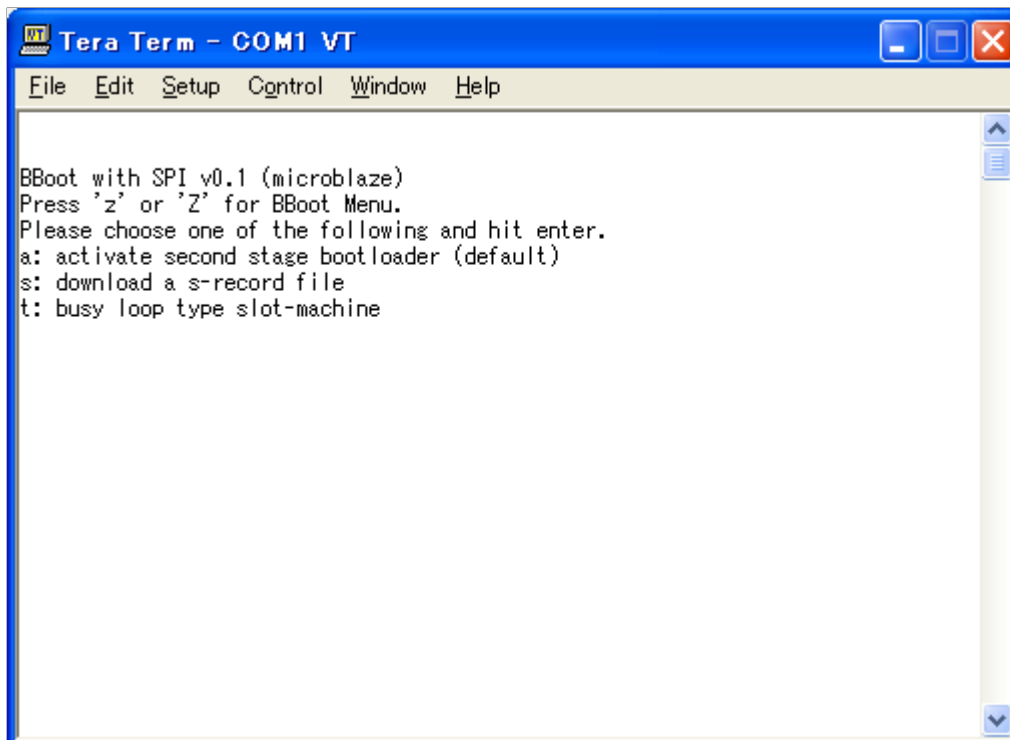 Tera Term - COM1 VT
File Edit Setup Control Window Help
BBoot with SPI v0.1 (microblaze)
Press 'z' or 'Z' for BBoot Menu.
Please choose one of the following and hit enter.
a: activate second stage bootloader (default)
s: download a s-record file
t: busy loop type slot-machine